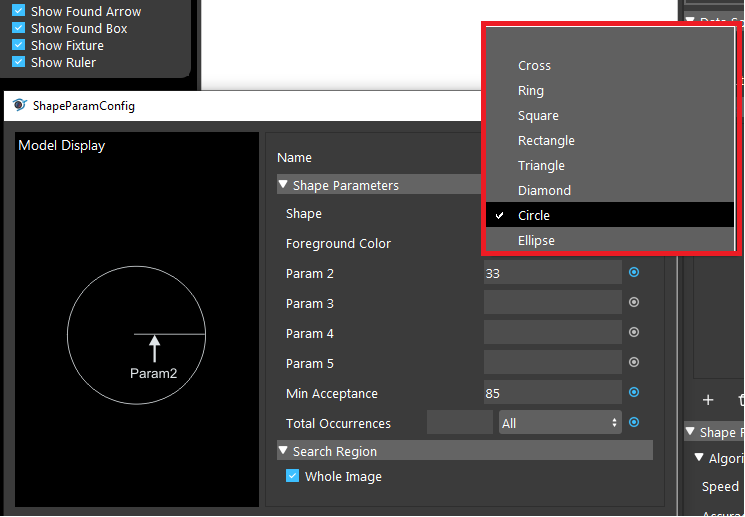 Show Found Arrow
Show Found Box
Show Fixture
Show Ruler
ShapeParamConfig
Model Display
Param2
Name
Shape Parameters
Shape
Foreground Color
Param 2
33
Param 3
Param 4
Param 5
Min Acceptance
85
Total Occurrences
All
Search Region
Whole Image
Cross
Ring
Square
Rectangle
Triangle
Diamond
Circle
Ellipse
Shape
Speed